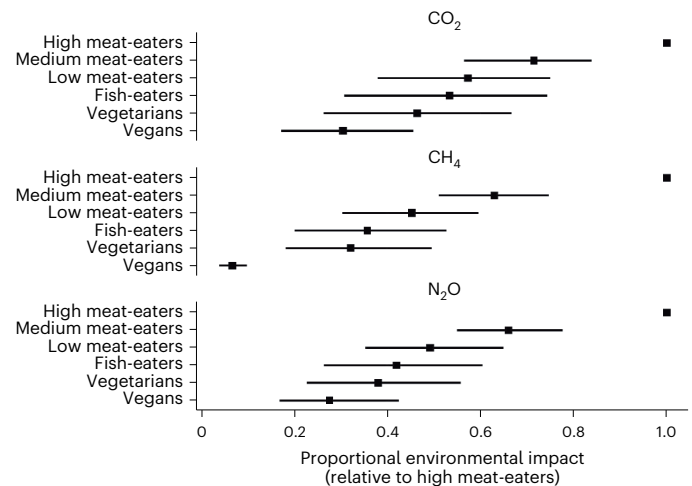 CO₂
High meat-eaters
Medium meat-eaters
Low meat-eaters
Fish-eaters
Vegetarians
Vegans
CH₄
High meat-eaters
Medium meat-eaters
Low meat-eaters
Fish-eaters
Vegetarians
Vegans
N₂O
High meat-eaters
Medium meat-eaters
Low meat-eaters
Fish-eaters
Vegetarians
Vegans
0 0.2 0.4 0.6 0.8 1.0
Proportional environmental impact
(relative to high meat-eaters)